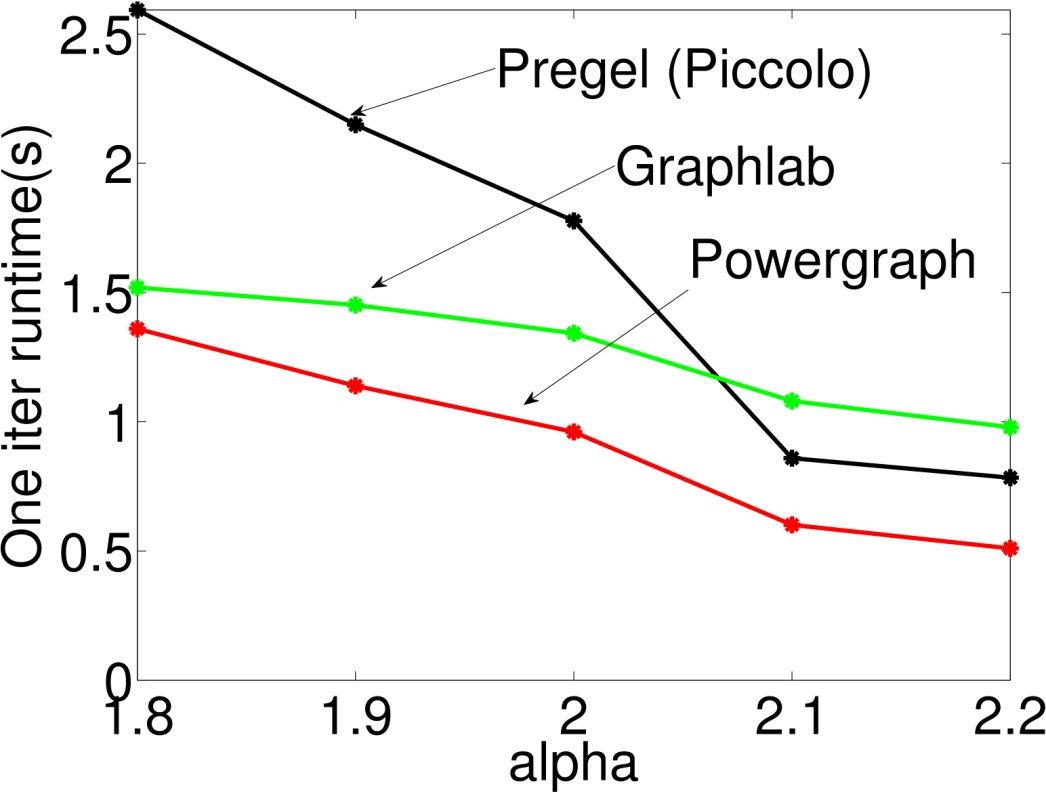 2.5
Pregel (Piccolo)
2
Graphlab
Powergraph
1.5
1
0.5
0
One iter runtime(s)
1.8 1.9 2 2.1 2.2
alpha